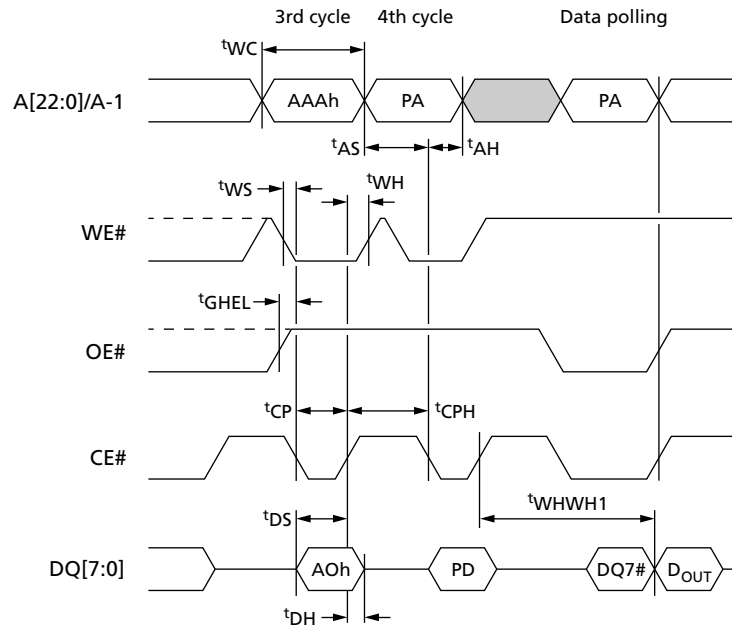 3rd cycle 4th cycle Data polling
tWC
A[22:0]/A-1 AAAh PA PA
tAS tAH
tWS tWH
WE#
tGHEL
OE#
tCP tCPH
CE#
tWHWH1
tDS
DQ[7:0] AOh PD DQ7# DOUT
tDH